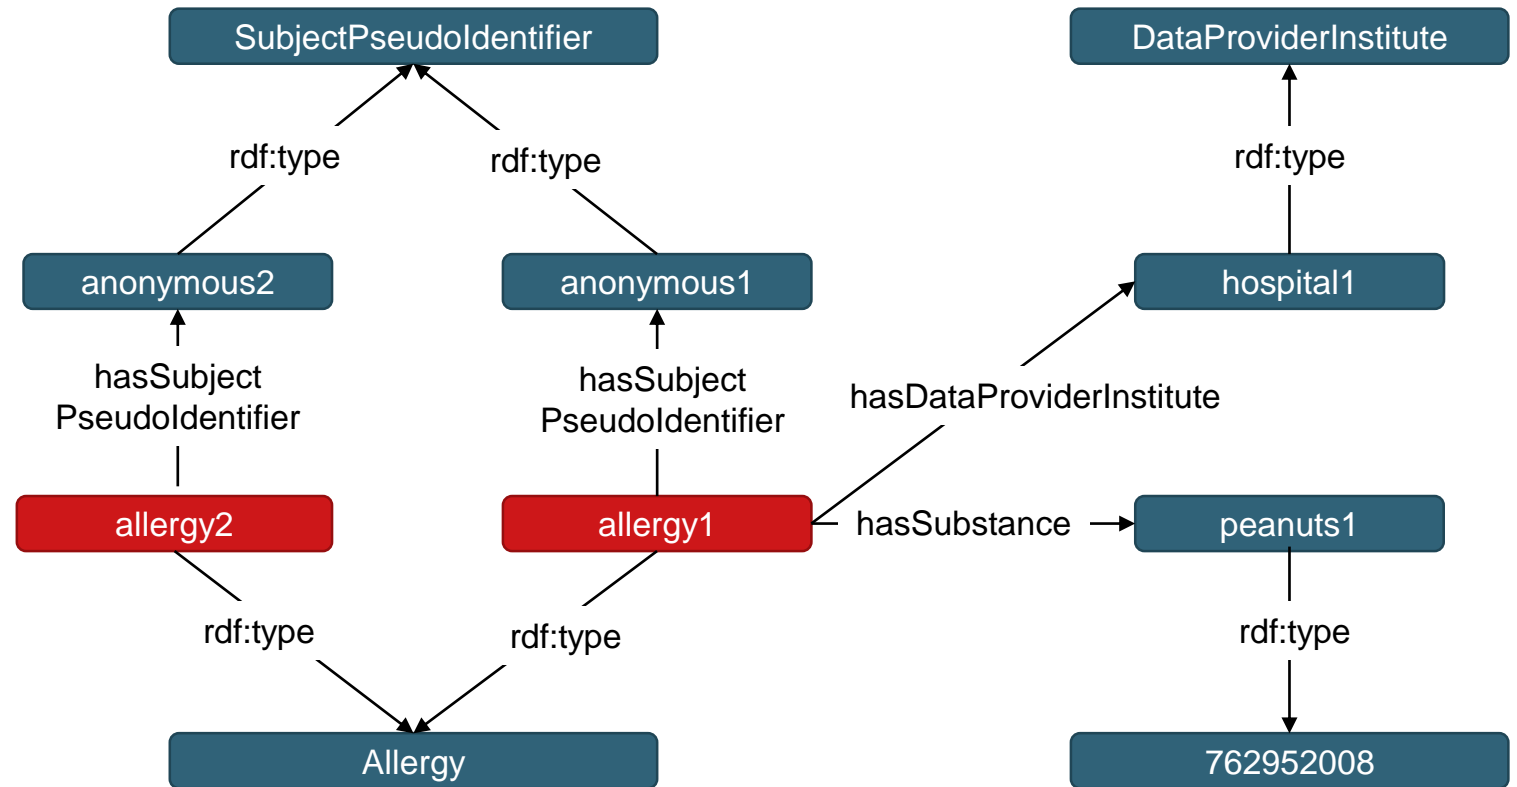 SubjectPseudoIdentifier
DataProviderInstitute
rdf:type
rdf:type
rdf:type
anonymous2
anonymous1
hospital1
hasSubject
PseudoIdentifier
hasSubject
PseudoIdentifier
hasDataProviderInstitute
allergy2
allergy1
hasSubstance
peanuts1
rdf:type
rdf:type
rdf:type
Allergy
762952008